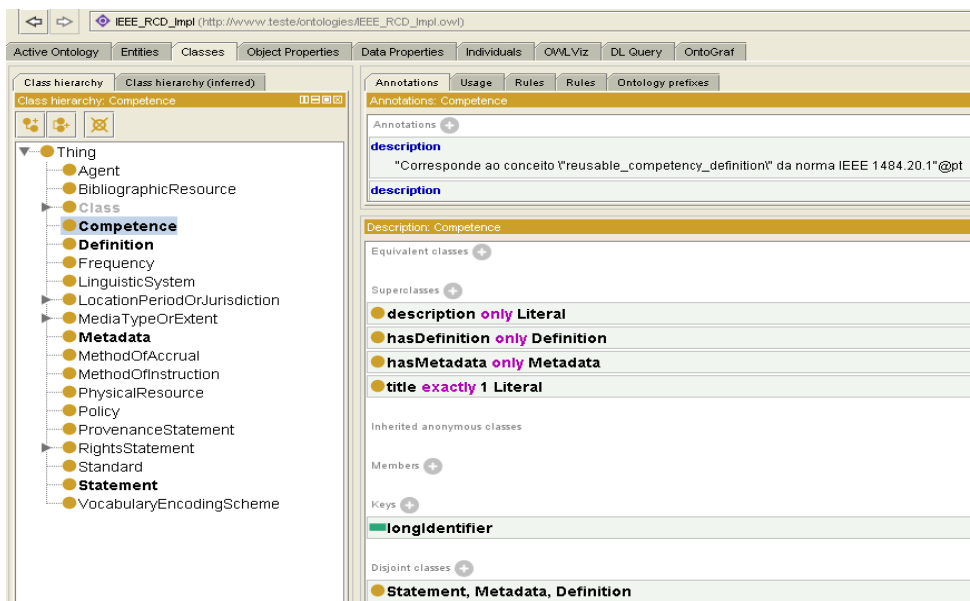 IEEE_RCD_Impl (http://www.teste/ontologies/IEEE_RCD_Impl.owl)
Active Ontology Entities Classes Object Properties Data Properties Individuals OWLViz DL Query OntoGraf
Class hierarchy Class hierarchy (inferred)
Class hierarchy: Competence
Thing
Agent
BibliographicResource
Class
Competence
Definition
Frequency
LinguisticSystem
LocationPeriodOrJurisdiction
MediaTypeOrExtent
Metadata
MethodOfAccrual
MethodOfInstruction
PhysicalResource
Policy
ProvenanceStatement
RightsStatement
Standard
Statement
VocabularyEncodingScheme
Annotations Usage Rules Rules Ontology prefixes
Annotations: Competence
Annotations
description
"Corresponde ao conceito \"reusable_competency_definition\" da norma IEEE 1484.20.1"@pt
description
Description: Competence
Equivalent classes
Superclasses
description only Literal
hasDefinition only Definition
hasMetadata only Metadata
title exactly 1 Literal
Inherited anonymous classes
Members
Keys
longIdentifier
Disjoint classes
Statement, Metadata, Definition